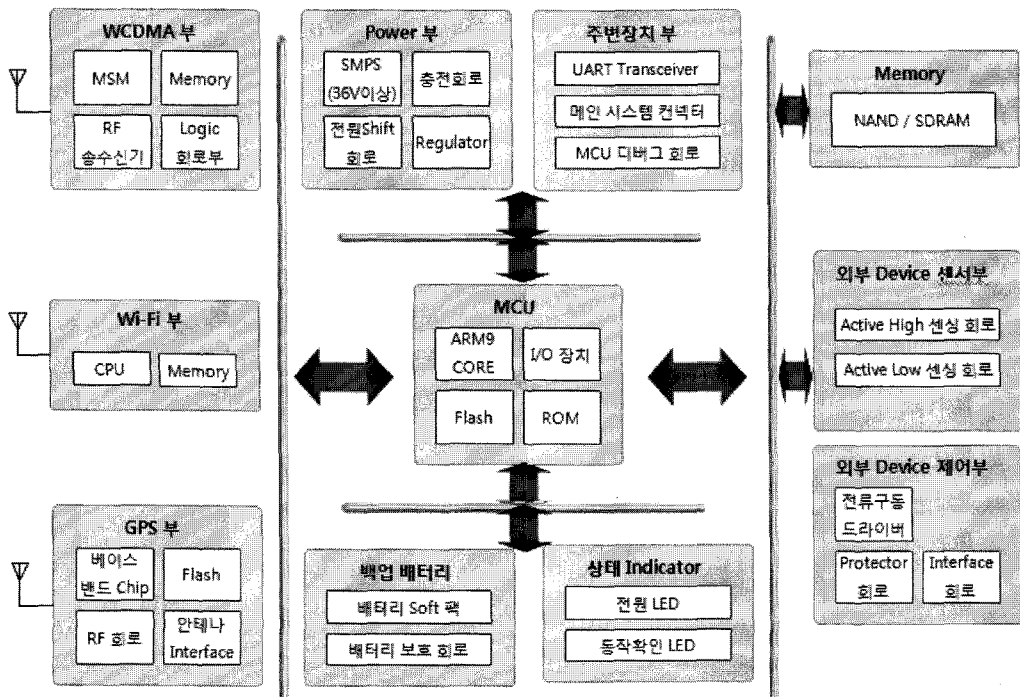 WCDMA 부
MSM
Memory
RF
송수신기
Logic
회로부
Power 부
SMPS
(36V이상)
충전회로
전원Shift
회로
Regulator
주변장치 부
UART Transceiver
메인 시스템 컨넥터
MCU 디버그 회로
Memory
NAND / SDRAM
Wi-Fi 부
CPU
Memory
MCU
ARM9
CORE
I/O 장치
Flash
ROM
외부 Device 센서부
Active High 센싱 회로
Active Low 센싱 회로
외부 Device 제어부
전류구동
드라이버
Protector
회로
Interface
회로
GPS 부
베이스
밴드 Chip
Flash
RF 회로
안테나
Interface
백업 배터리
배터리 Soft 팩
배터리 보호 회로
상태 Indicator
전원 LED
동작확인 LED